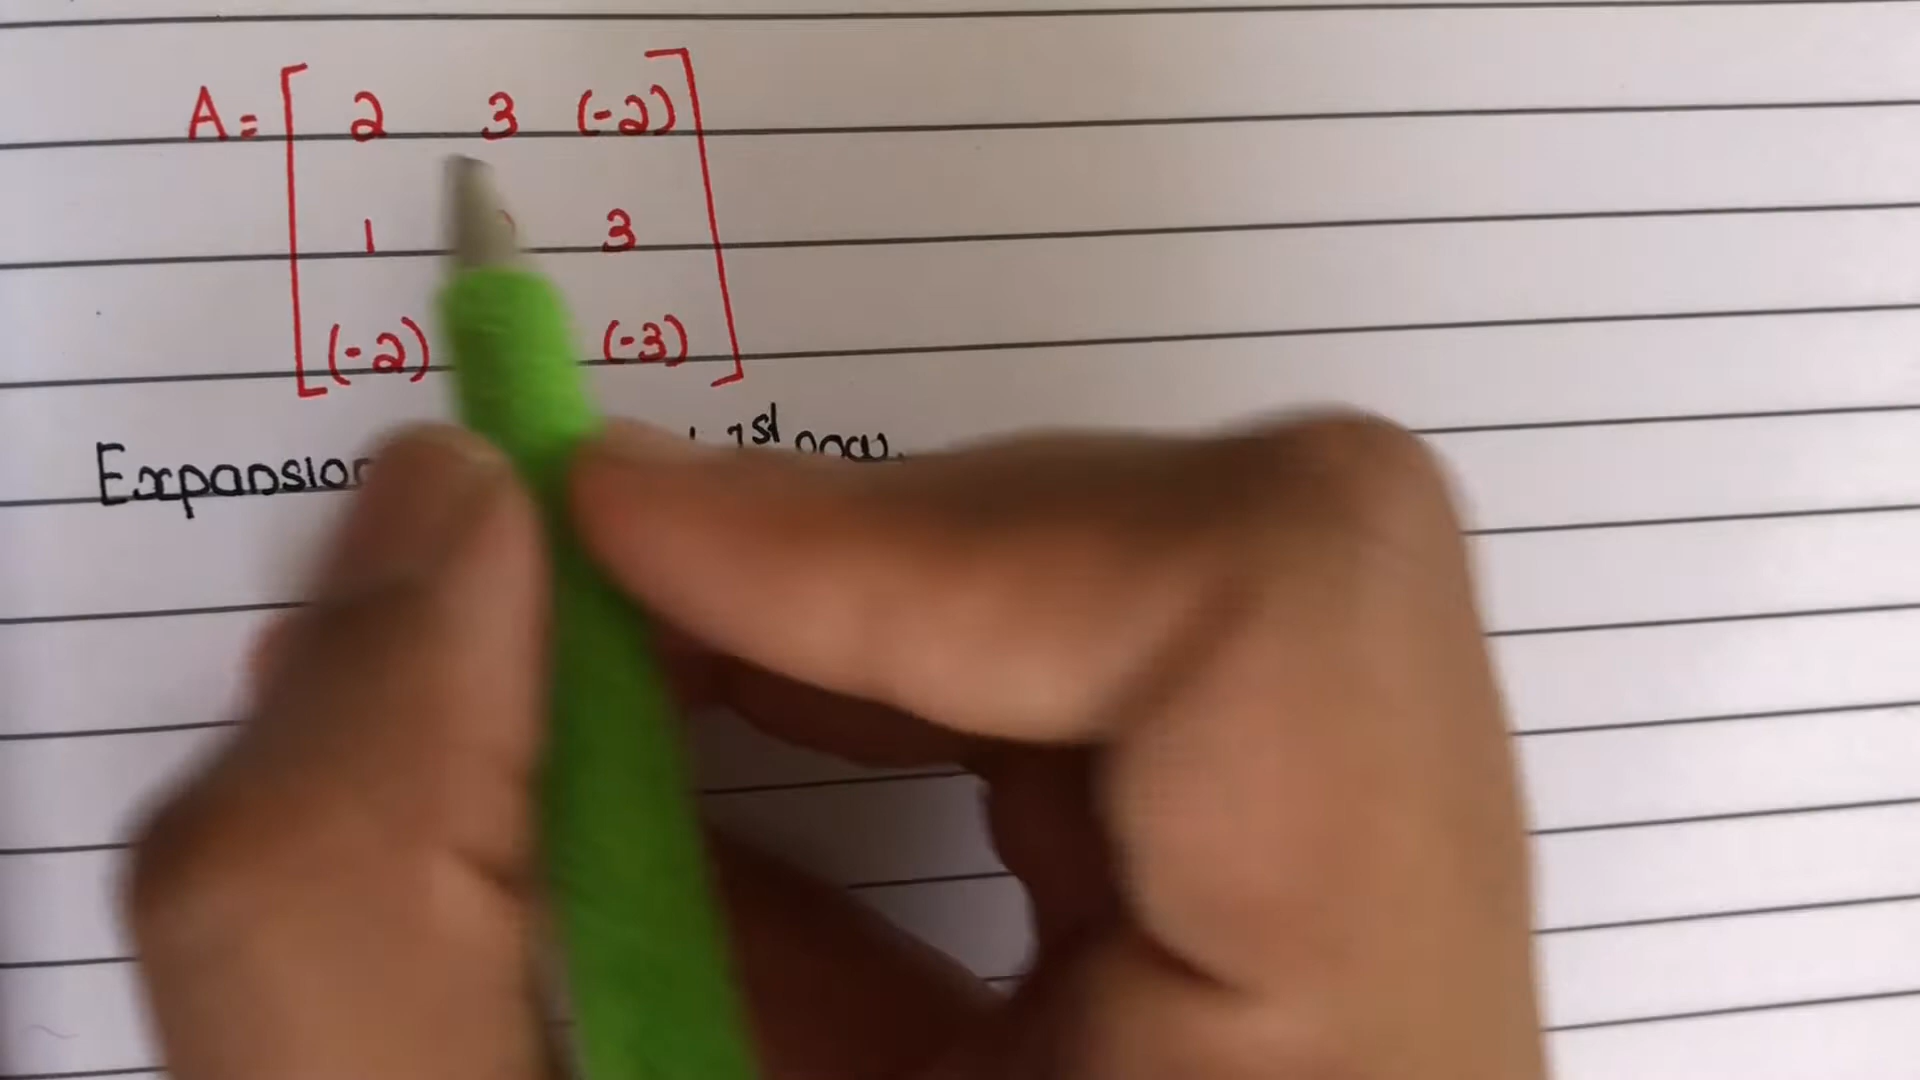 A = [ 2 3 (-2)
1 3
(-2) (-3) ]
Expansion 1st row.